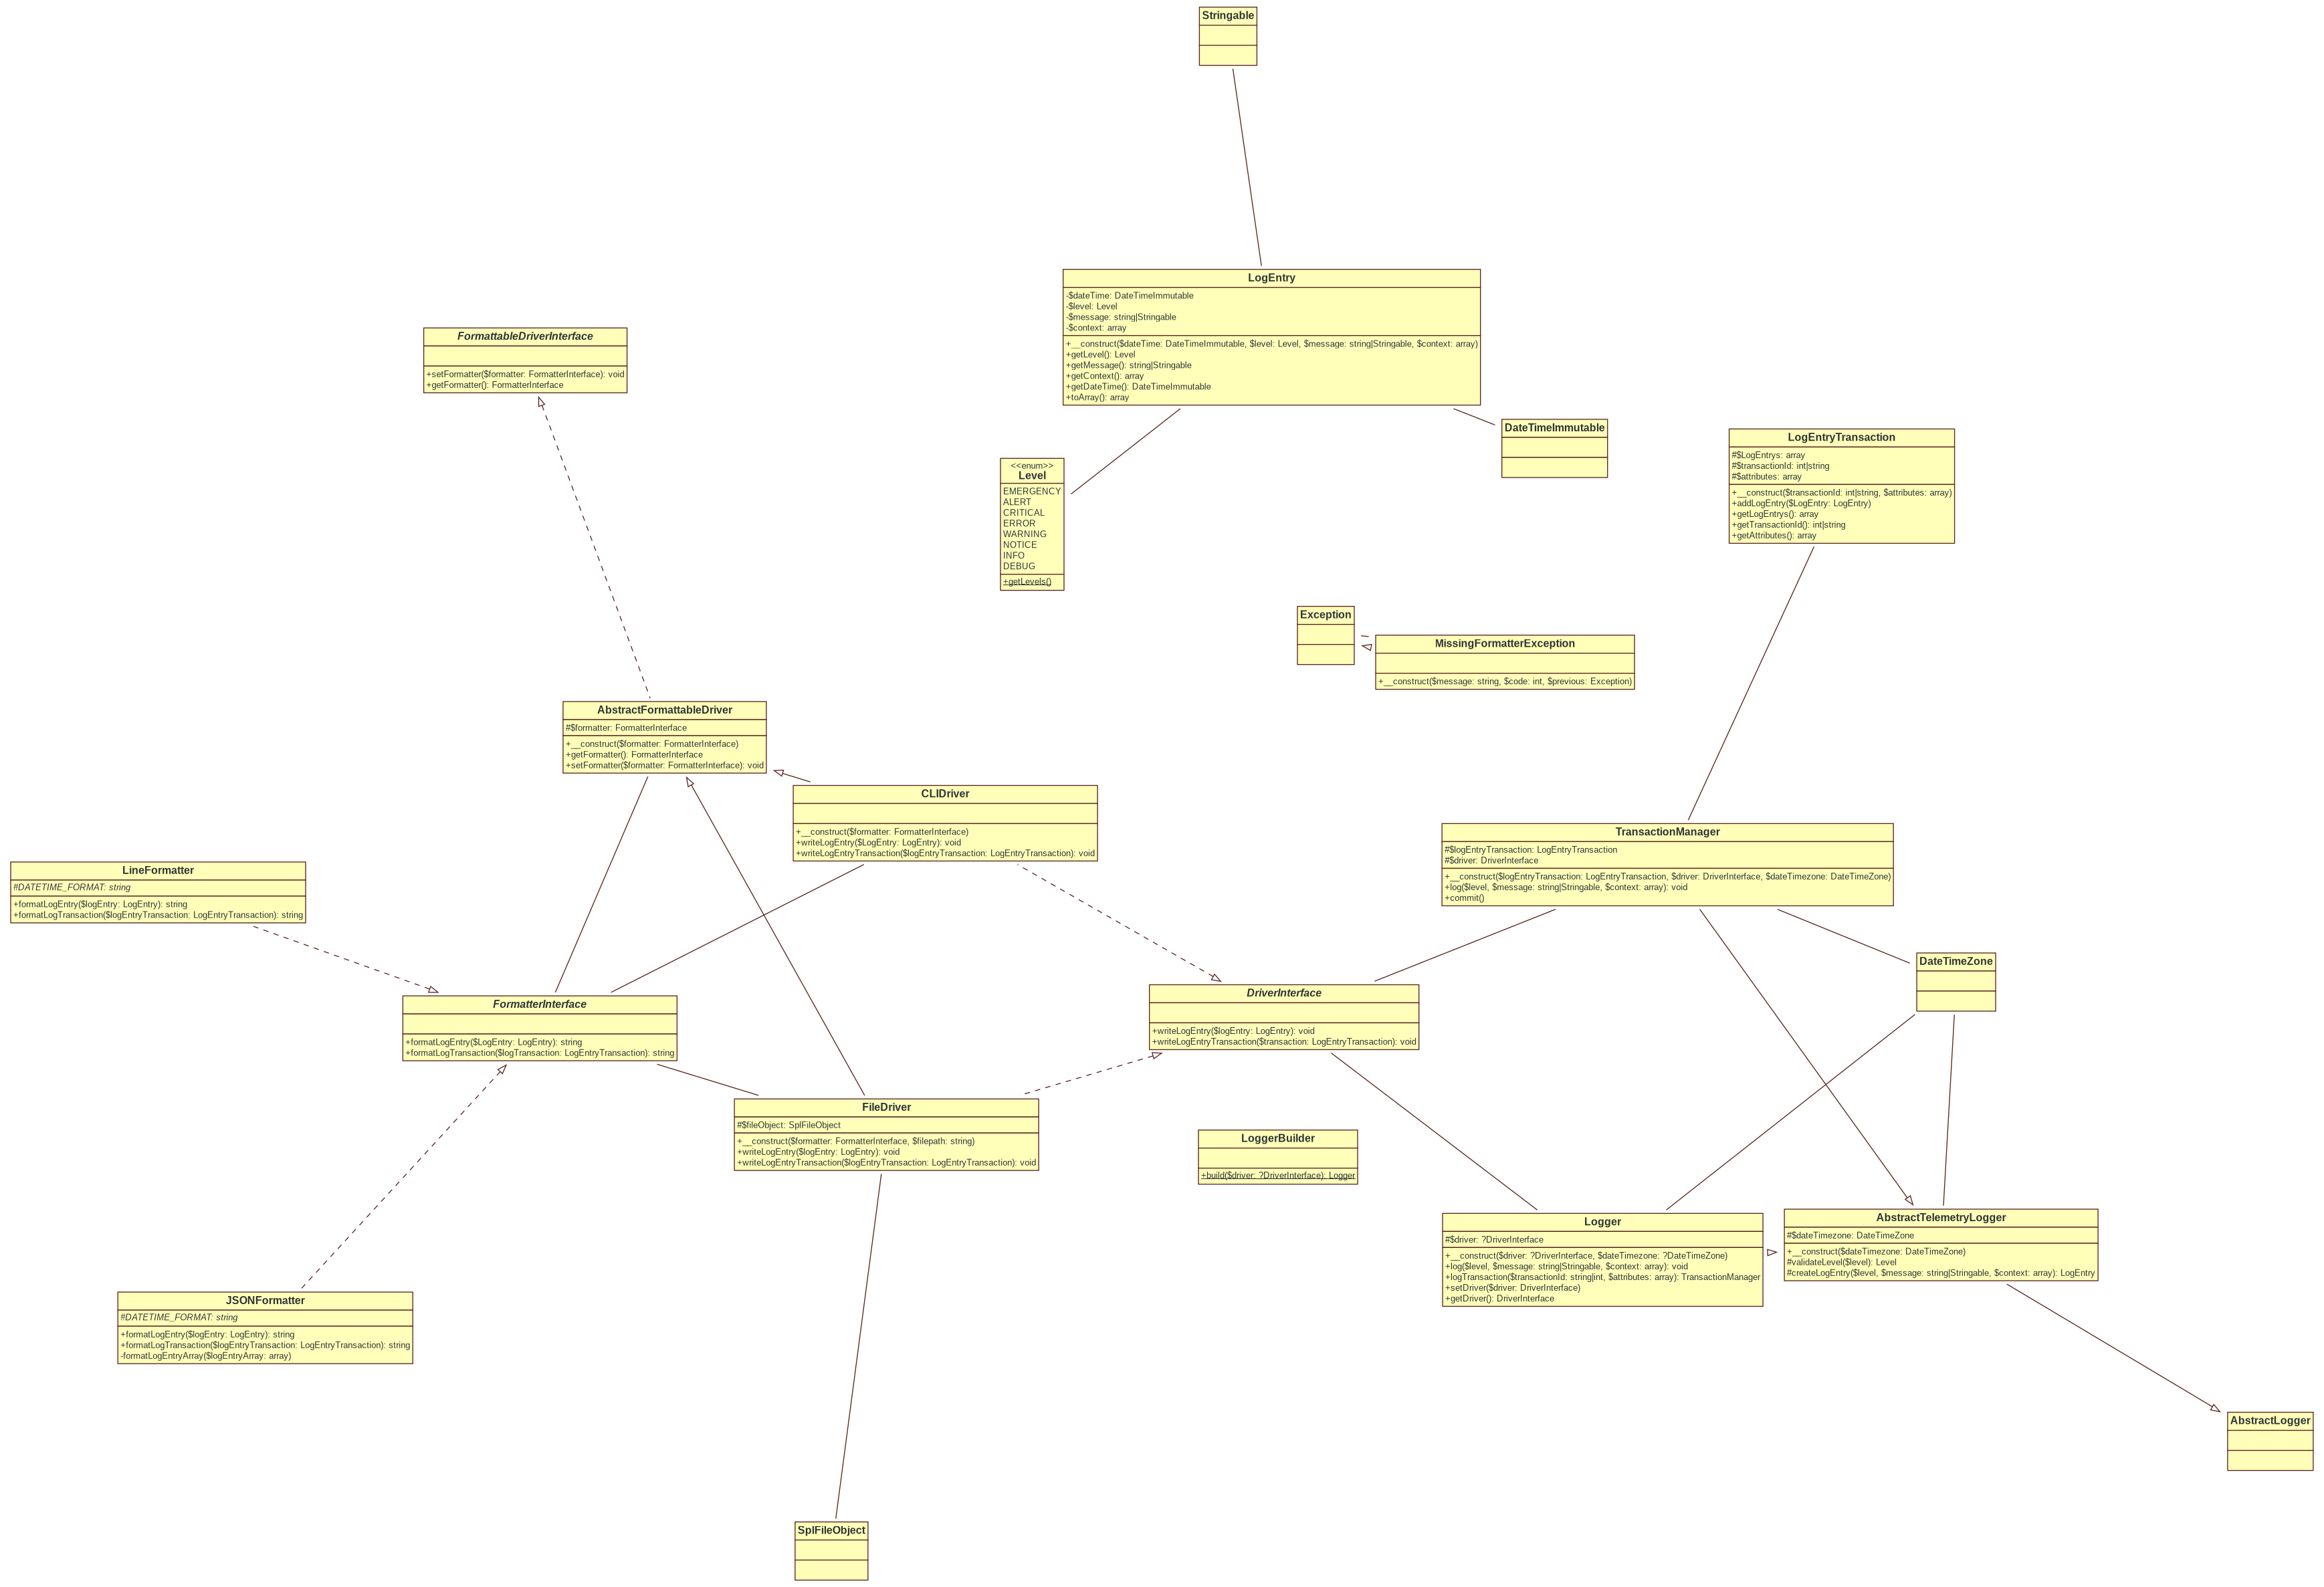 Stringable
LogEntry
-$dateTime: DateTimeImmutable
-$level: Level
-$message: string|Stringable
-$context: array
+__construct($dateTime: DateTimeImmutable, $level: Level, $message: string|Stringable, $context: array)
+getLevel(): Level
+getMessage(): string|Stringable
+getContext(): array
+getDateTime(): DateTimeImmutable
+toArray(): array
FormattableDriverInterface
+setFormatter($formatter: FormatterInterface): void
+getFormatter(): FormatterInterface
DateTimeImmutable
LogEntryTransaction
#$LogEntrys: array
#$transactionId: int|string
#$attributes: array
+__construct($transactionId: int|string, $attributes: array)
+addLogEntry($LogEntry: LogEntry)
+getLogEntrys(): array
+getTransactionId(): int|string
+getAttributes(): array
<<enum>>
Level
EMERGENCY
ALERT
CRITICAL
ERROR
WARNING
NOTICE
INFO
DEBUG
+getLevels()
Exception
MissingFormatterException
+__construct($message: string, $code: int, $previous: Exception)
AbstractFormattableDriver
#$formatter: FormatterInterface
+__construct($formatter: FormatterInterface)
+getFormatter(): FormatterInterface
+setFormatter($formatter: FormatterInterface): void
CLIDriver
+__construct($formatter: FormatterInterface)
+writeLogEntry($LogEntry: LogEntry): void
+writeLogEntryTransaction($logEntryTransaction: LogEntryTransaction): void
TransactionManager
#$logEntryTransaction: LogEntryTransaction
#$driver: DriverInterface
+__construct($logEntryTransaction: LogEntryTransaction, $driver: DriverInterface, $dateTimezone: DateTimeZone)
+log($level, $message: string|Stringable, $context: array): void
+commit()
LineFormatter
#DATETIME_FORMAT: string
+formatLogEntry($logEntry: LogEntry): string
+formatLogTransaction($logEntryTransaction: LogEntryTransaction): string
DateTimeZone
FormatterInterface
+formatLogEntry($LogEntry: LogEntry): string
+formatLogTransaction($logTransaction: LogEntryTransaction): string
DriverInterface
+writeLogEntry($logEntry: LogEntry): void
+writeLogEntryTransaction($transaction: LogEntryTransaction): void
FileDriver
#$fileObject: SplFileObject
+__construct($formatter: FormatterInterface, $filepath: string)
+writeLogEntry($logEntry: LogEntry): void
+writeLogEntryTransaction($logEntryTransaction: LogEntryTransaction): void
LoggerBuilder
+build($driver: ?DriverInterface): Logger
Logger
#$driver: ?DriverInterface
+__construct($driver: ?DriverInterface, $dateTimezone: ?DateTimeZone)
+log($level, $message: string|Stringable, $context: array): void
+logTransaction($transactionId: string|int, $attributes: array): TransactionManager
+setDriver($driver: DriverInterface)
+getDriver(): DriverInterface
AbstractTelemetryLogger
#$dateTimezone: DateTimeZone
+__construct($dateTimezone: DateTimeZone)
#validateLevel($level): Level
#createLogEntry($level, $message: string|Stringable, $context: array): LogEntry
JSONFormatter
#DATETIME_FORMAT: string
+formatLogEntry($logEntry: LogEntry): string
+formatLogTransaction($logEntryTransaction: LogEntryTransaction): string
-formatLogEntryArray($logEntryArray: array)
AbstractLogger
SplFileObject